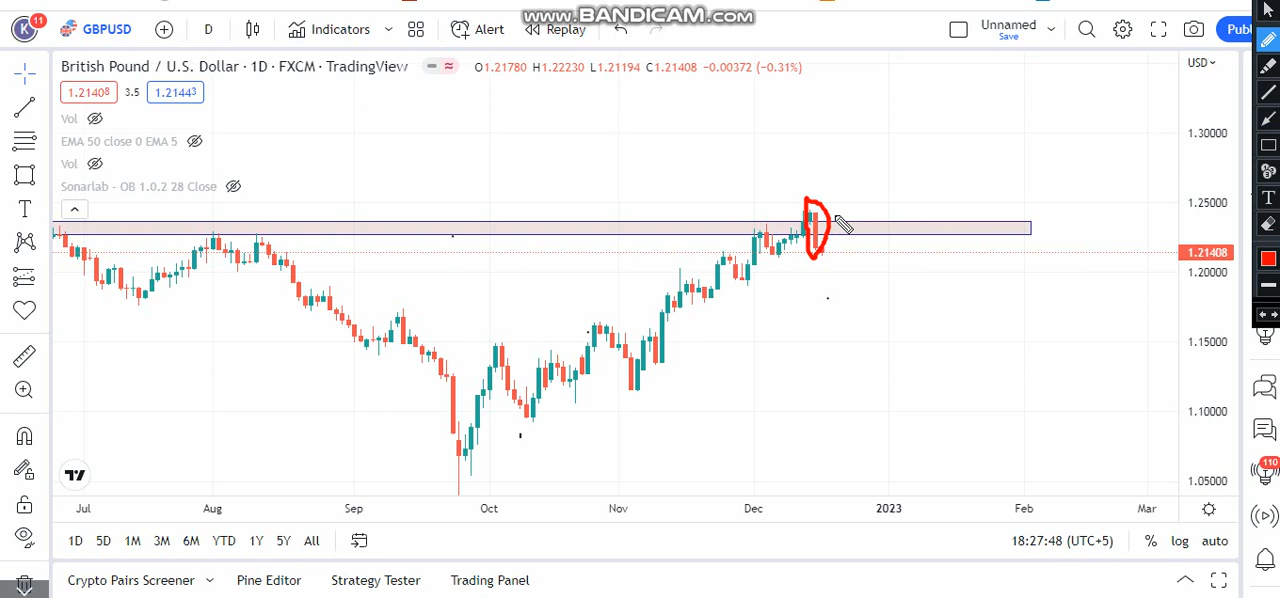 www.BANDICAM.com
K 11 GBPUSD D Indicators Alert Replay Unnamed Save Publ
British Pound / U.S. Dollar · 1D · FXCM · TradingView O1.21780 H1.22230 L1.21194 C1.21408 −0.00372 (−0.31%) USD
1.21408 3.5 1.21443
Vol
EMA 50 close 0 EMA 5
Vol
Sonarlab - OB 1.0.2 28 Close
1.30000
1.25000
1.21408
1.20000
1.15000
1.10000
1.05000
T
T
110
Jul Aug Sep Oct Nov Dec 2023 Feb Mar
1D 5D 1M 3M 6M YTD 1Y 5Y All 18:27:48 (UTC+5) % log auto
Crypto Pairs Screener Pine Editor Strategy Tester Trading Panel